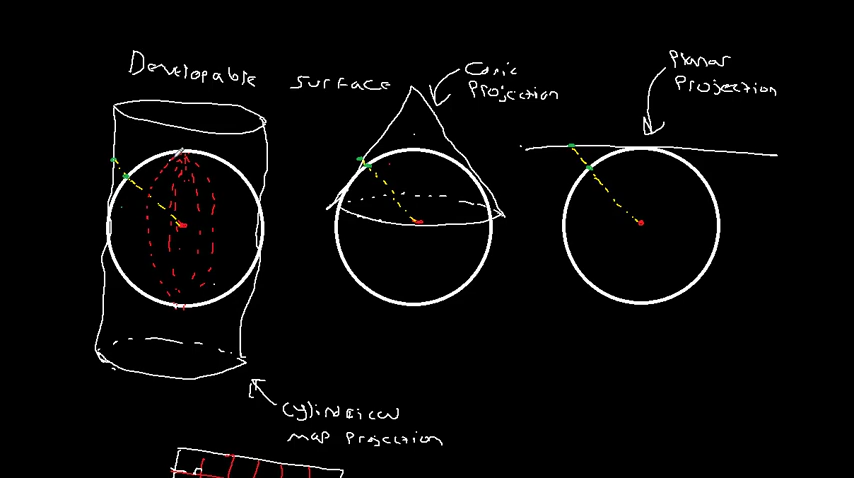 Developable Surface
Conic
Projection
Planar
Projection
Cylindrical
map projection